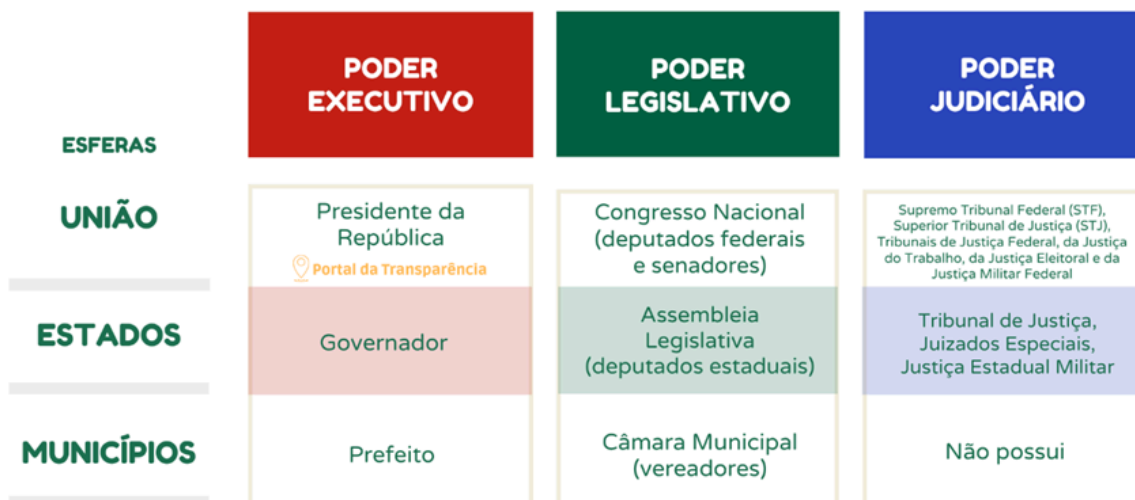 PODER
EXECUTIVO
PODER
LEGISLATIVO
PODER
JUDICIÁRIO
ESFERAS
UNIÃO
Presidente da
República
Portal da Transparência
Congresso Nacional
(deputados federais
e senadores)
Supremo Tribunal Federal (STF),
Superior Tribunal de Justiça (STJ),
Tribunais de Justiça Federal, da Justiça
do Trabalho, da Justiça Eleitoral e da
Justiça Militar Federal
ESTADOS
Governador
Assembleia
Legislativa
(deputados estaduais)
Tribunal de Justiça,
Juizados Especiais,
Justiça Estadual Militar
MUNICÍPIOS
Prefeito
Câmara Municipal
(vereadores)
Não possui